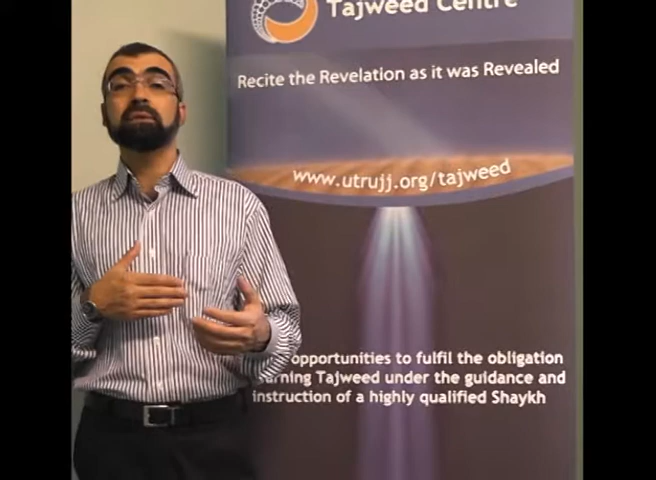 Tajweed Centre
Recite the Revelation as it was Revealed
www.utrujj.org/tajweed
opportunities to fulfil the obligation
Tajweed under the guidance and
instruction of a highly qualified Shaykh